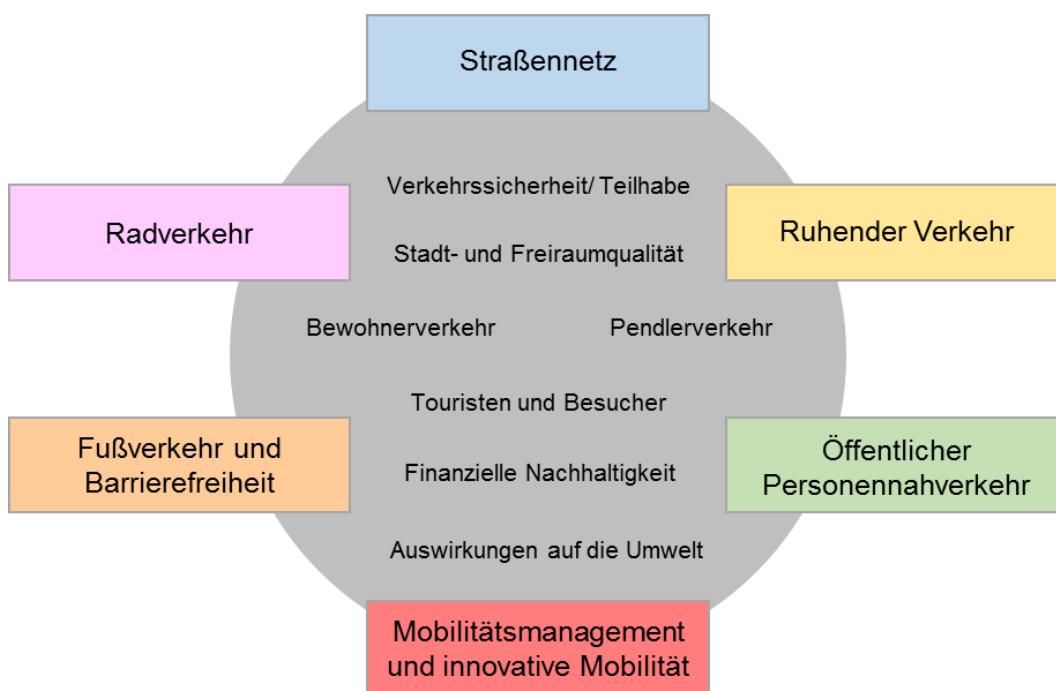 Straßennetz
Verkehrssicherheit/ Teilhabe
Radverkehr
Ruhender Verkehr
Stadt- und Freiraumqualität
Bewohnerverkehr
Pendlerverkehr
Touristen und Besucher
Fußverkehr und
Barrierefreiheit
Finanzielle Nachhaltigkeit
Öffentlicher
Personennahverkehr
Auswirkungen auf die Umwelt
Mobilitätsmanagement
und innovative Mobilität